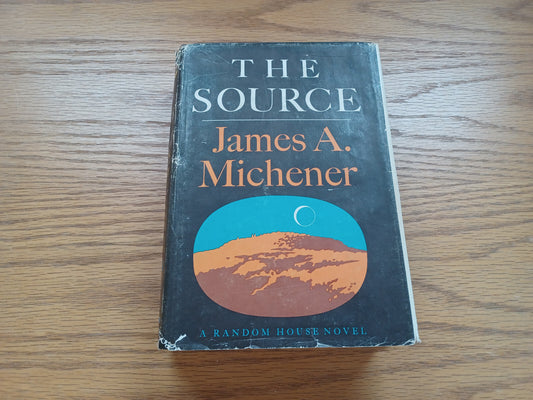 THE
SOURCE
James A.
Michener
A RANDOM HOUSE NOVEL